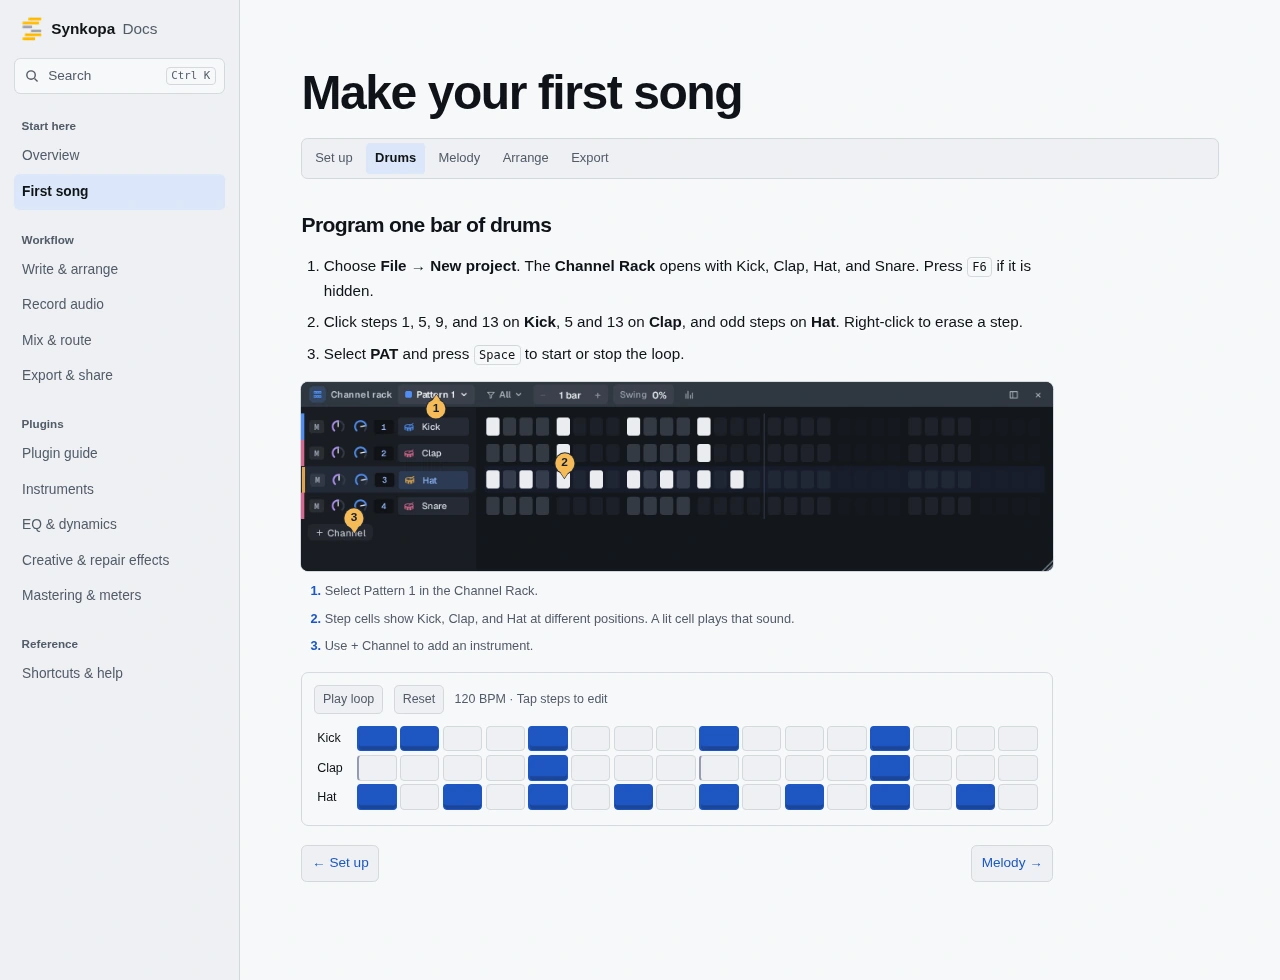 Synkopa Docs
Search Ctrl K
Start here
Overview
First song
Workflow
Write & arrange
Record audio
Mix & route
Export & share
Plugins
Plugin guide
Instruments
EQ & dynamics
Creative & repair effects
Mastering & meters
Reference
Shortcuts & help
Make your first song
Set up Drums Melody Arrange Export
Program one bar of drums
1. Choose File → New project. The Channel Rack opens with Kick, Clap, Hat, and Snare. Press F6 if it is
hidden.
2. Click steps 1, 5, 9, and 13 on Kick, 5 and 13 on Clap, and odd steps on Hat. Right-click to erase a step.
3. Select PAT and press Space to start or stop the loop.
Channel rack Pattern 1 All − 1 bar + Swing 0% ×
1
M 1 Kick
M 2 Clap
2
M 3 Hat
M 4 Snare
3
+ Channel
1. Select Pattern 1 in the Channel Rack.
2. Step cells show Kick, Clap, and Hat at different positions. A lit cell plays that sound.
3. Use + Channel to add an instrument.
Play loop Reset 120 BPM · Tap steps to edit
Kick
Clap
Hat
← Set up Melody →